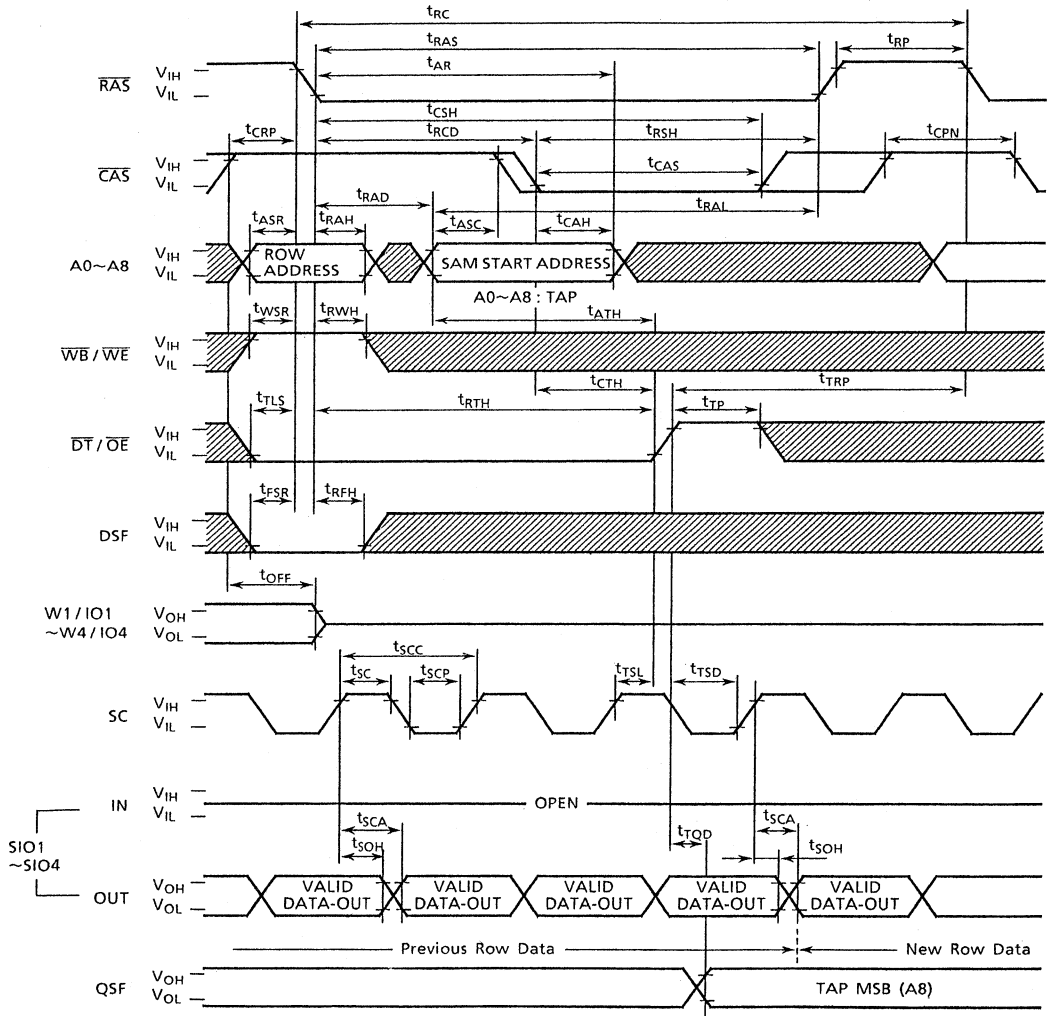 tRC
tRAS
tRP
tAR
RAS VIH
VIL
tCSH
tCRP tRCD tRSH tCPN
CAS VIH
VIL
tCAS
tRAD tRAL
tASR tRAH tASC tCAH
A0~A8 VIH
VIL
ROW
ADDRESS
SAM START ADDRESS
A0~A8 : TAP
tWSR tRWH tATH
WB / WE VIH
VIL
tCTH tTRP
tTLS tRTH tTP
DT / OE VIH
VIL
tFSR tRFH
DSF VIH
VIL
tOFF
W1 / IO1
~W4 / IO4
VOH
VOL
tSCC
tSC tSCP tTSL tTSD
SC VIH
VIL
IN VIH
VIL
OPEN
SIO1
~SIO4
tSCA tTQD tSCA
tSOH tSOH
OUT VOH
VOL
VALID
DATA-OUT
VALID
DATA-OUT
VALID
DATA-OUT
VALID
DATA-OUT
VALID
DATA-OUT
Previous Row Data New Row Data
QSF VOH
VOL
TAP MSB (A8)